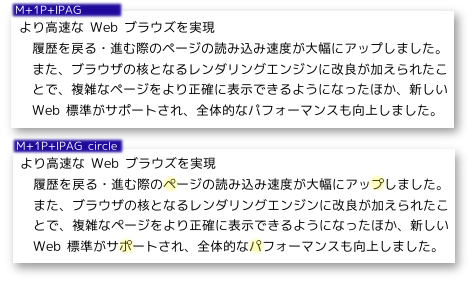 M+1P+IPAG
より高速な Web ブラウズを実現
履歴を戻る・進む際のページの読み込み速度が大幅にアップしました。
また、ブラウザの核となるレンダリングエンジンに改良が加えられたこ
とで、複雑なページをより正確に表示できるようになったほか、新しい
Web 標準がサポートされ、全体的なパフォーマンスも向上しました。
M+1P+IPAG circle
より高速な Web ブラウズを実現
履歴を戻る・進む際のページの読み込み速度が大幅にアップしました。
また、ブラウザの核となるレンダリングエンジンに改良が加えられたこ
とで、複雑なページをより正確に表示できるようになったほか、新しい
Web 標準がサポートされ、全体的なパフォーマンスも向上しました。